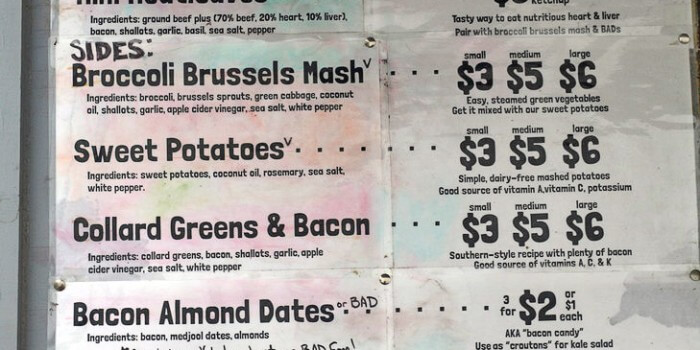 Ingredients: ground beef plus (70% beef, 20% heart, 10% liver),
bacon, shallots, garlic, basil, sea salt, pepper
ketchup
Tasty way to eat nutritious heart & liver
Pair with broccoli brussels mash & BADs
SIDES:
Broccoli Brussels Mash V
Ingredients: broccoli, brussels sprouts, green cabbage, coconut
oil, shallots, garlic, apple cider vinegar, sea salt, white pepper
small medium large
$3 $5 $6
Easy, steamed green vegetables
Get it mixed with our sweet potatoes
Sweet Potatoes V
Ingredients: sweet potatoes, coconut oil, rosemary, sea salt,
white pepper.
small medium large
$3 $5 $6
Simple, dairy-free mashed potatoes
Good source of vitamin A, vitamin C, potassium
Collard Greens & Bacon
Ingredients: collard greens, bacon, shallots, garlic, apple
cider vinegar, sea salt, white pepper
small medium large
$3 $5 $6
Southern-style recipe with plenty of bacon
Good source of vitamins A, C, & K
Bacon Almond Dates or BAD
Ingredients: bacon, medjool dates, almonds
3 for $2 or $1 each
AKA "bacon candy"
Use as "croutons" for kale salad